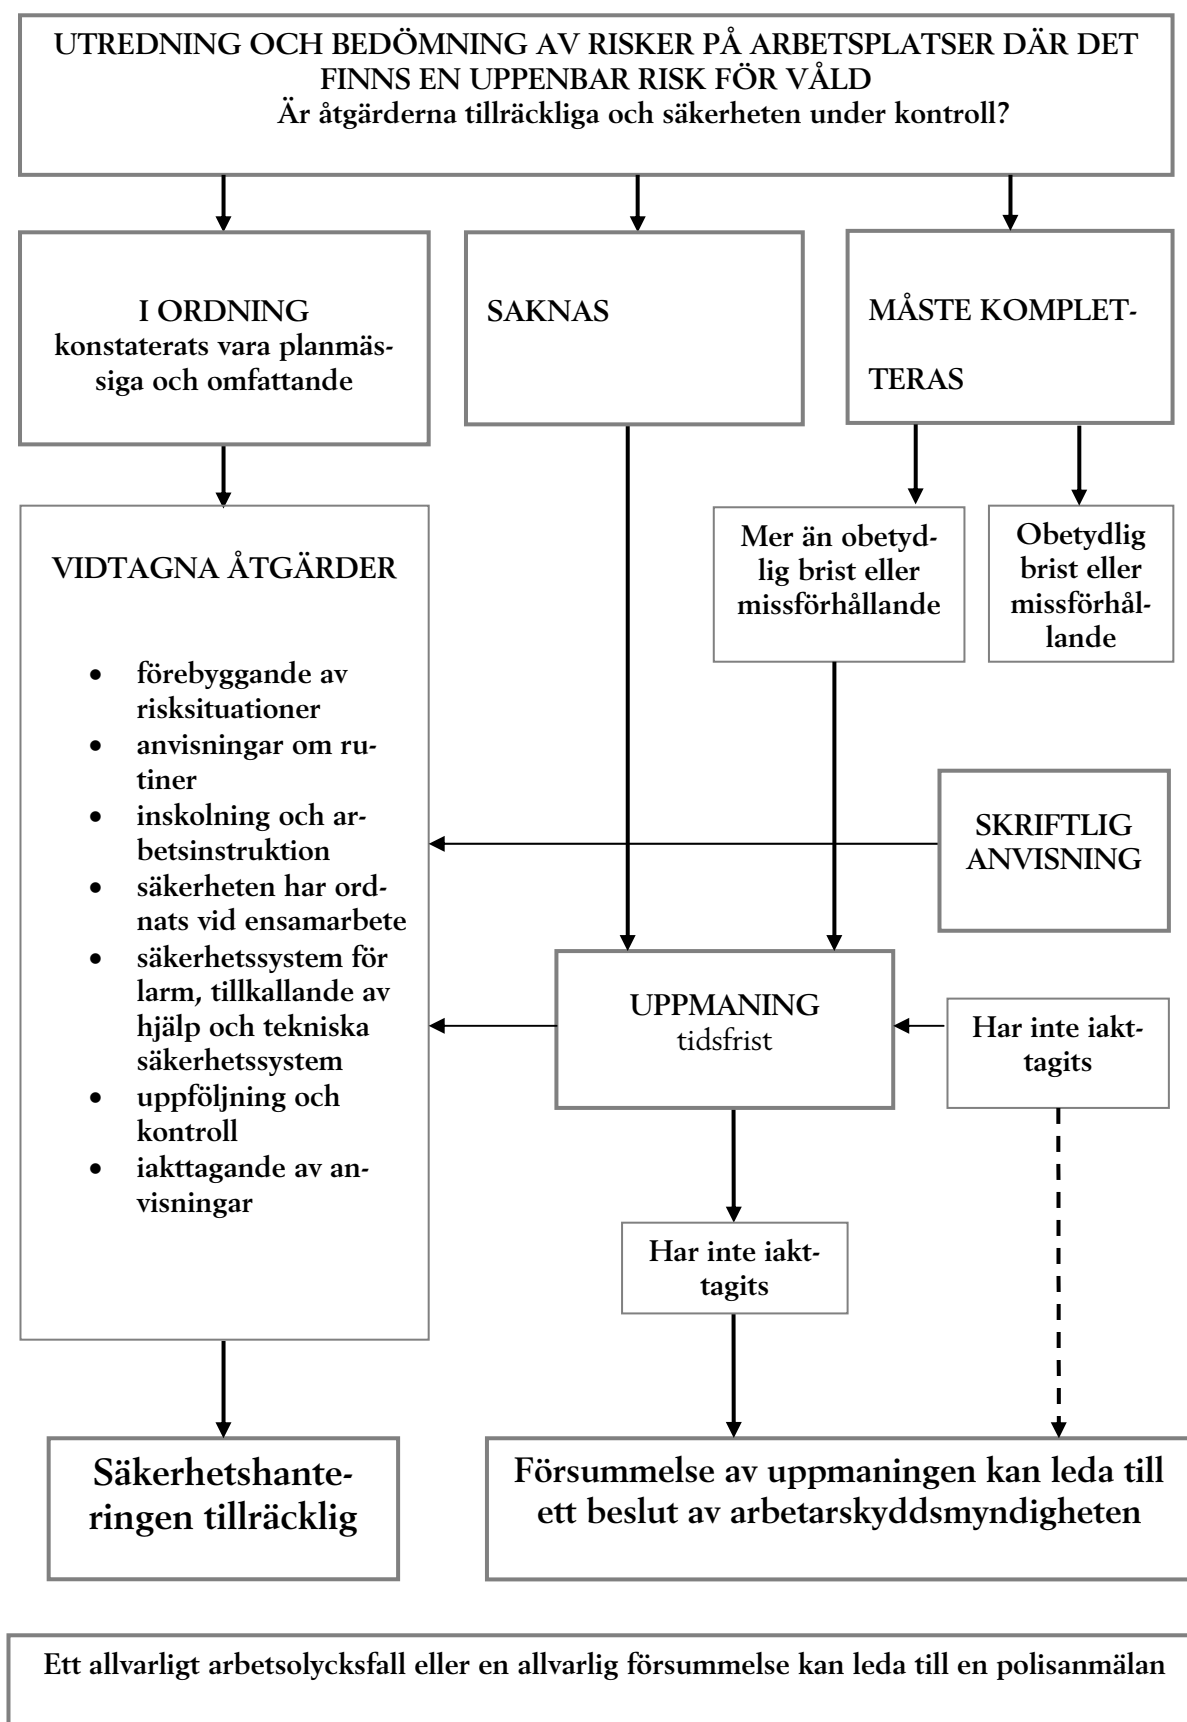 UTREDNING OCH BEDÖMNING AV RISKER PÅ ARBETSPLATSER DÄR DET
FINNS EN UPPENBAR RISK FÖR VÅLD
Är åtgärderna tillräckliga och säkerheten under kontroll?
I ORDNING
konstaterats vara planmäs-
siga och omfattande
SAKNAS
MÅSTE KOMPLET-
TERAS
VIDTAGNA ÅTGÄRDER
• förebyggande av
risksituationer
• anvisningar om ru-
tiner
• inskolning och ar-
betsinstruktion
• säkerheten har ord-
nats vid ensamarbete
• säkerhetssystem för
larm, tillkallande av
hjälp och tekniska
säkerhetssystem
• uppföljning och
kontroll
• iakttagande av an-
visningar
Mer än obetyd-
lig brist eller
missförhållande
Obetydlig
brist eller
missförhål-
lande
SKRIFTLIG
ANVISNING
UPPMANING
tidsfrist
Har inte iakt-
tagits
Har inte iakt-
tagits
Säkerhetshante-
ringen tillräcklig
Försummelse av uppmaningen kan leda till
ett beslut av arbetarskyddsmyndigheten
Ett allvarligt arbetsolycksfall eller en allvarlig försummelse kan leda till en polisanmälan